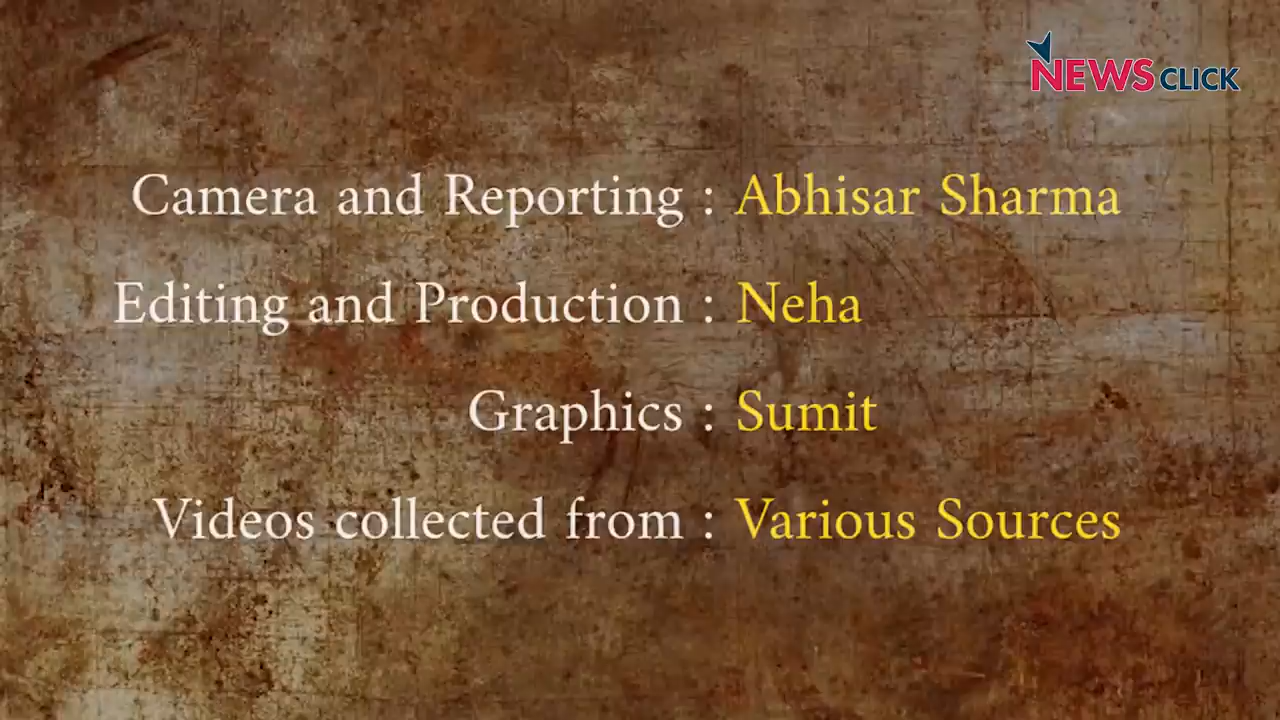 NEWSCLICK
Camera and Reporting : Abhisar Sharma
Editing and Production : Neha
Graphics : Sumit
Videos collected from : Various Sources